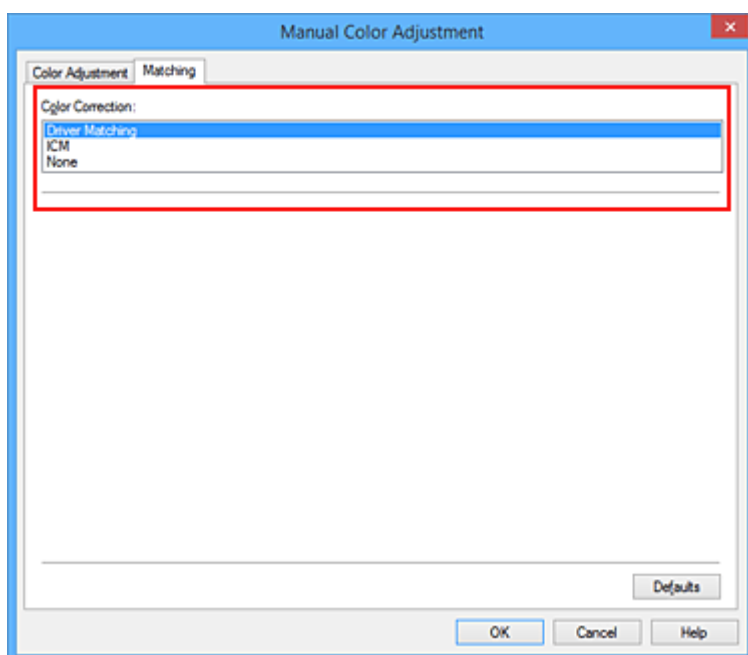 Manual Color Adjustment
Color Adjustment Matching
Color Correction:
Driver Matching
ICM
None
Defaults
OK Cancel Help